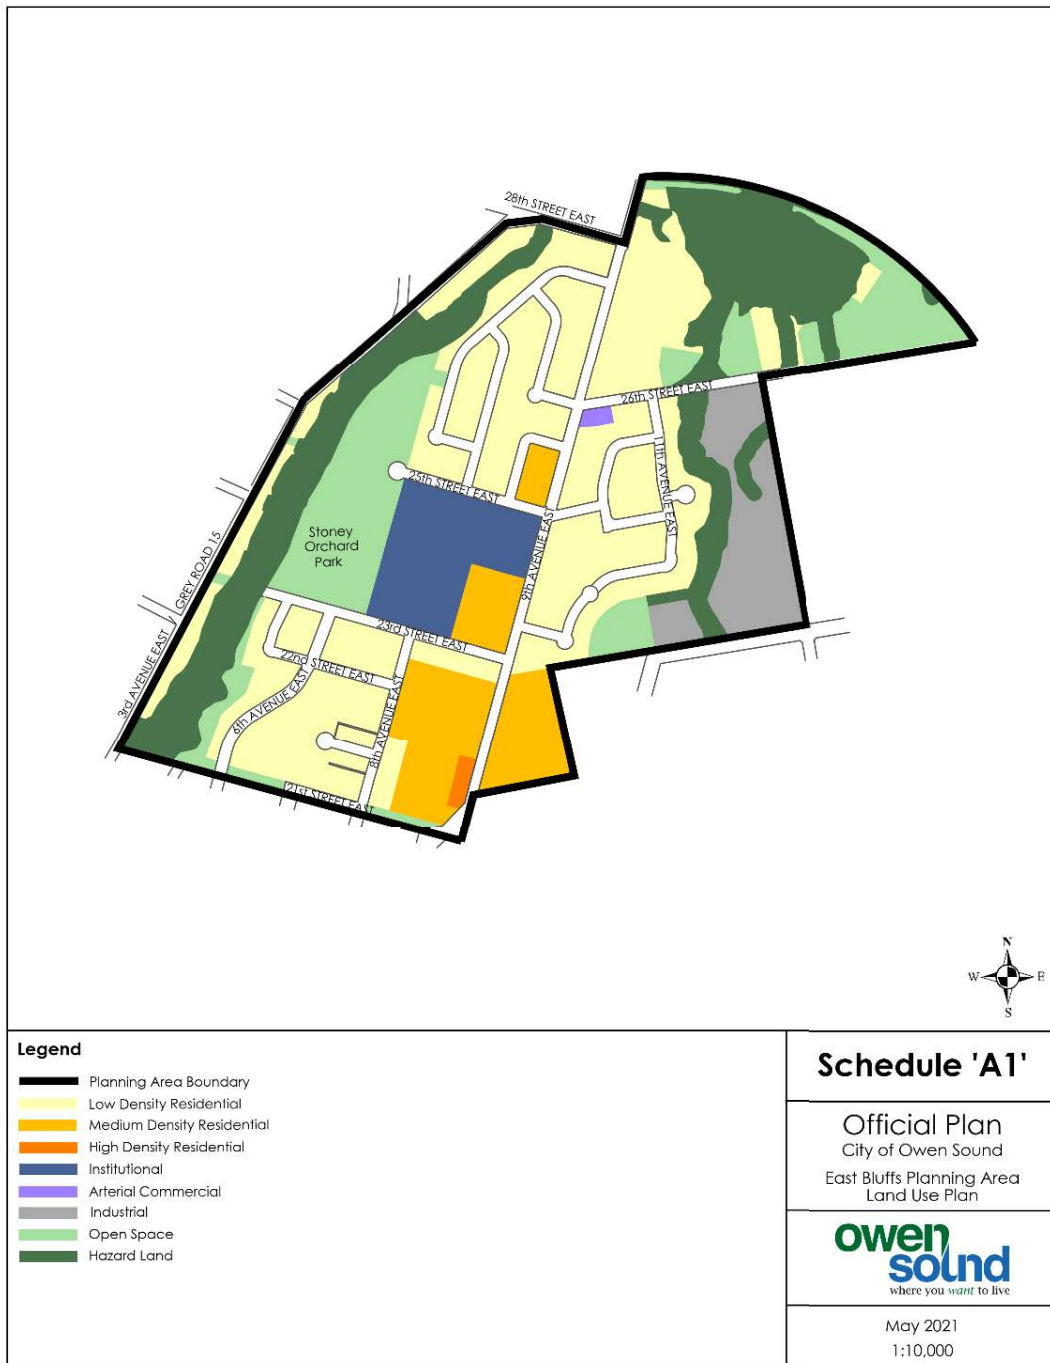 28th STREET EAST
26th STREET EAST
11th AVENUE EAST
25th STREET EAST
9th AVENUE EAST
Stoney
Orchard
Park
GREY ROAD 15
3rd AVENUE EAST
23rd STREET EAST
22nd STREET EAST
6th AVENUE EAST
8th AVENUE EAST
21st STREET EAST
N
W E
S
Legend
Planning Area Boundary
Low Density Residential
Medium Density Residential
High Density Residential
Institutional
Arterial Commercial
Industrial
Open Space
Hazard Land
Schedule 'A1'
Official Plan
City of Owen Sound
East Bluffs Planning Area
Land Use Plan
owen
sound
where you want to live
May 2021
1:10,000